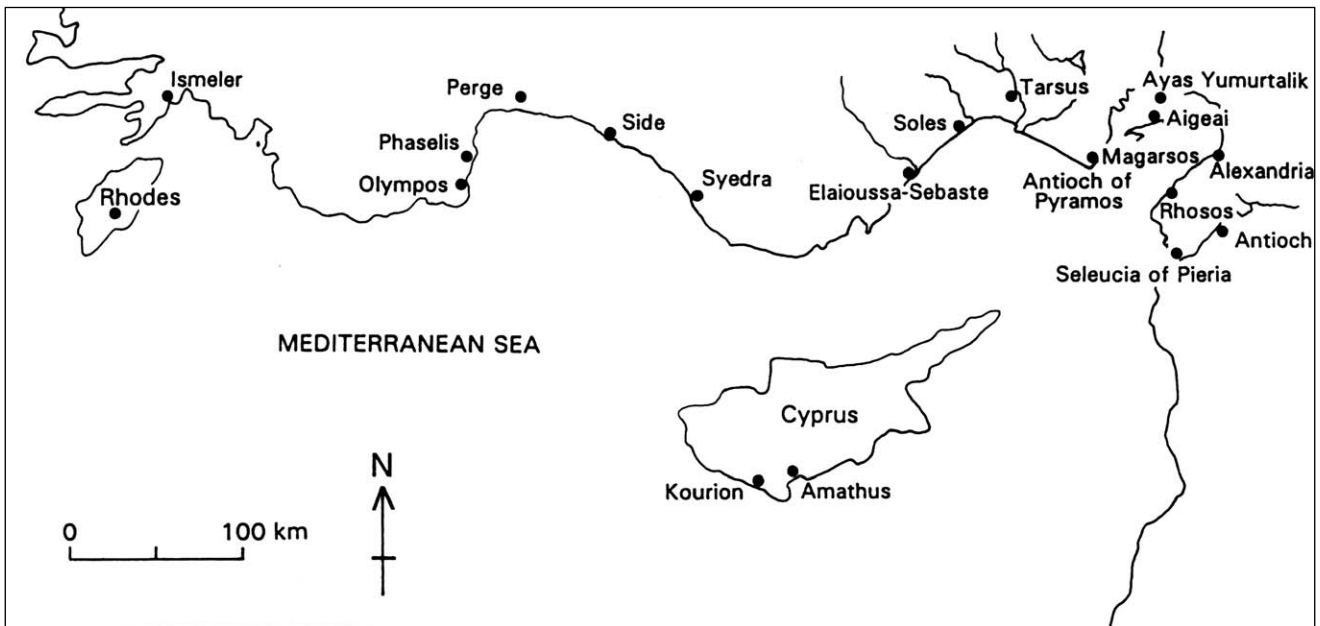 Ismeler
Perge
Tarsus
Ayas Yumurtalik
Side
Soles
Aigeai
Phaselis
Magarsos
Alexandria
Olympos
Syedra
Elaioussa-Sebaste
Antioch of
Pyramos
Rhodes
Rhosos
Antioch
Seleucia of Pieria
MEDITERRANEAN SEA
Cyprus
N
Kourion
Amathus
0 100 km